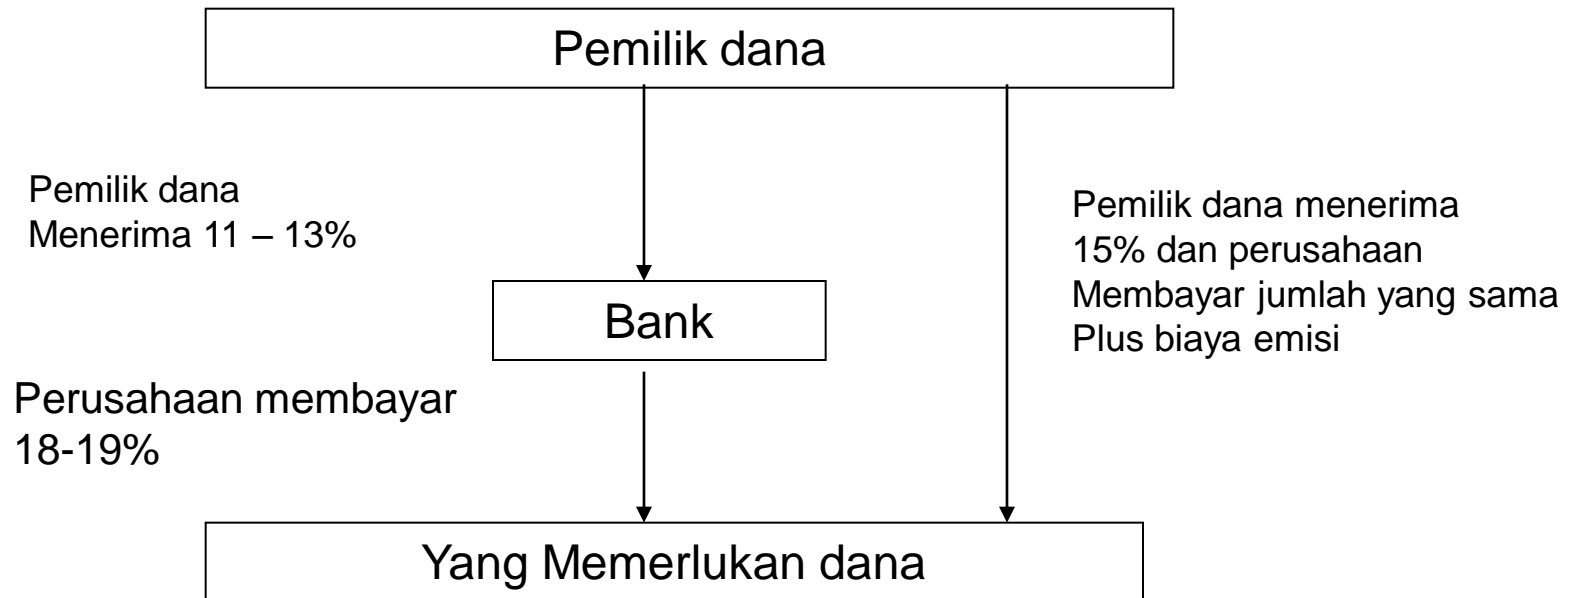 Pemilik dana
Pemilik dana
Menerima 11 – 13%
Pemilik dana menerima
15% dan perusahaan
Membayar jumlah yang sama
Plus biaya emisi
Bank
Perusahaan membayar
18-19%
Yang Memerlukan dana